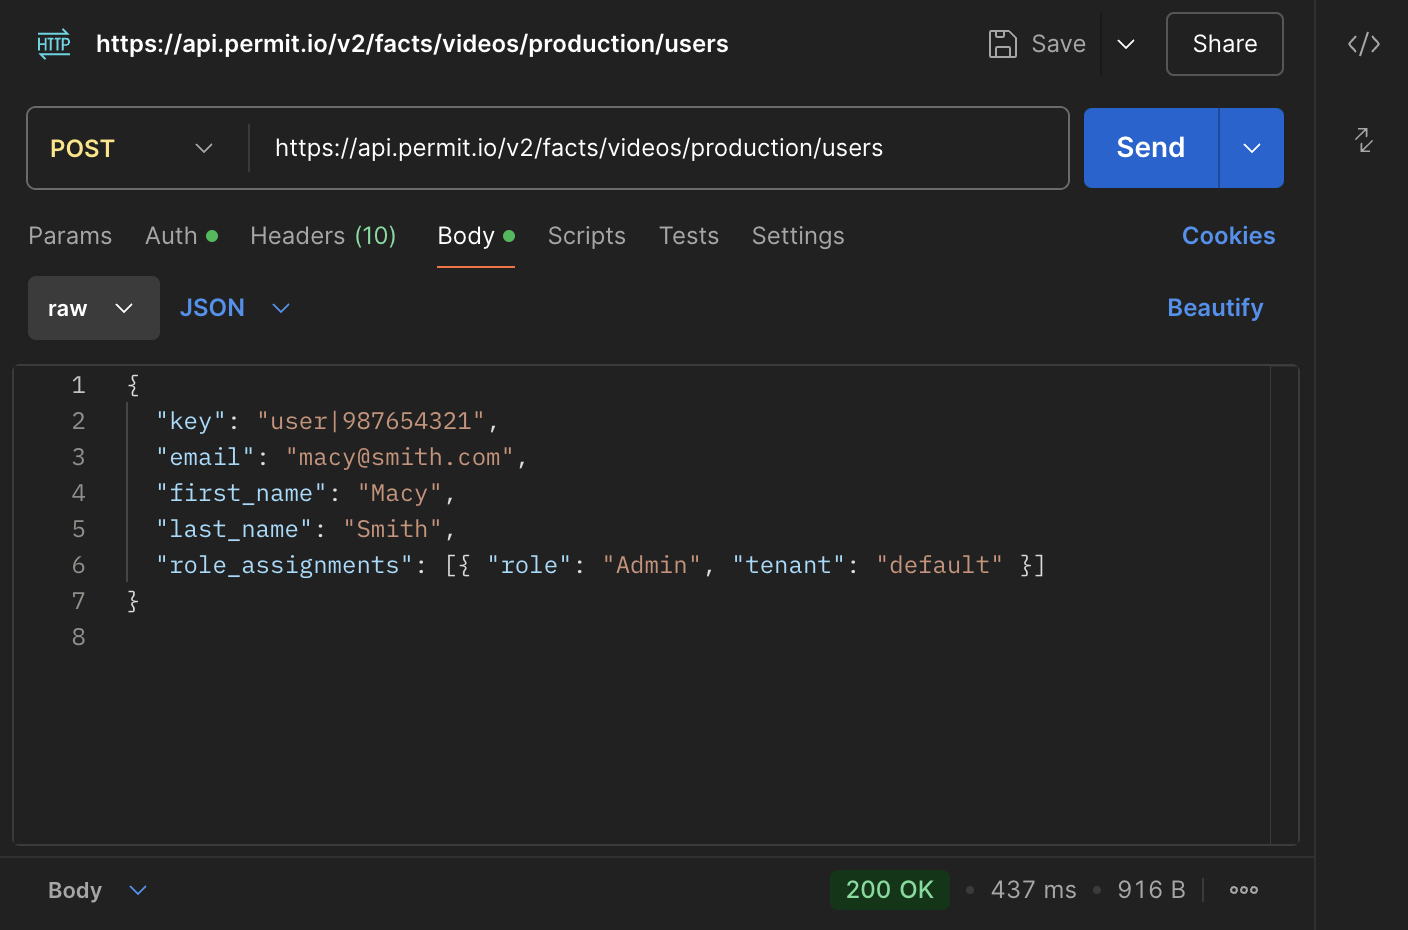 HTTP https://api.permit.io/v2/facts/videos/production/users Save Share </>
POST https://api.permit.io/v2/facts/videos/production/users Send
Params Auth Headers (10) Body Scripts Tests Settings Cookies
raw JSON Beautify
1 {
2 "key": "user|987654321",
3 "email": "macy@smith.com",
4 "first_name": "Macy",
5 "last_name": "Smith",
6 "role_assignments": [{ "role": "Admin", "tenant": "default" }]
7 }
8
Body 200 OK • 437 ms • 916 B